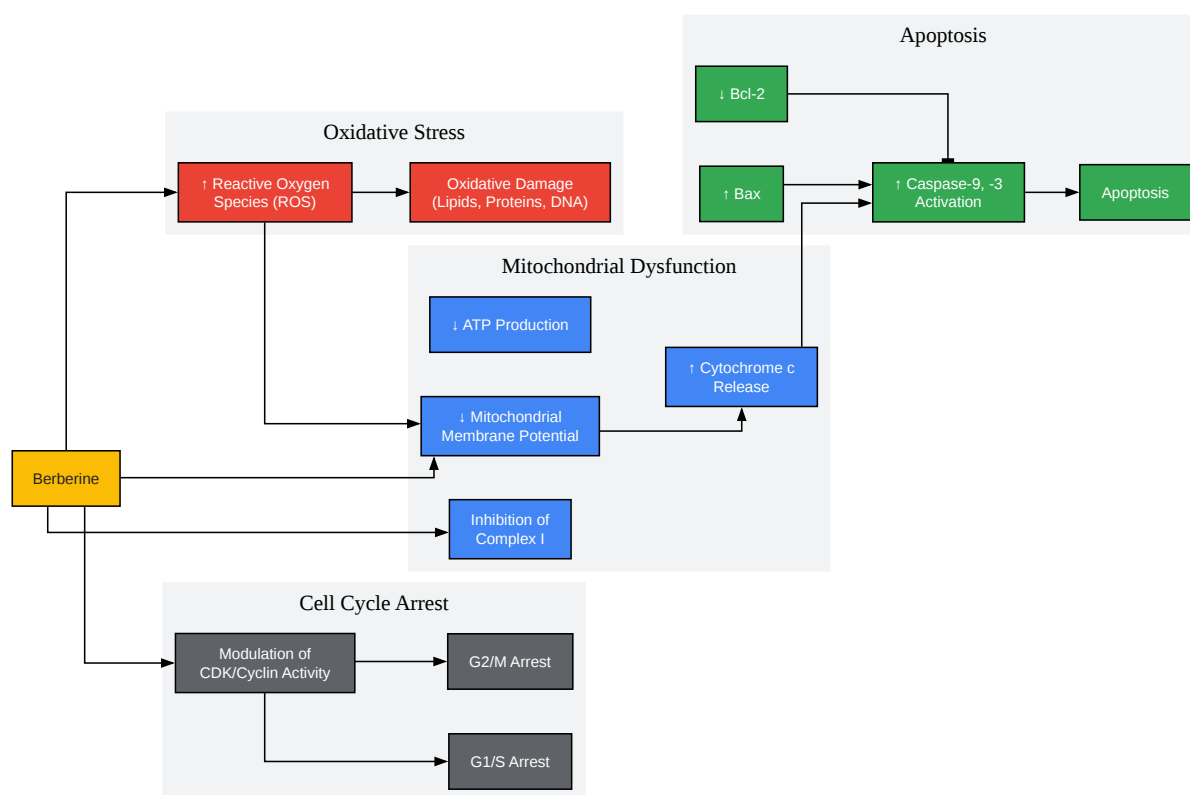 Apoptosis
↓ Bcl-2
↑ Bax
↑ Caspase-9, -3
Activation
Apoptosis
Oxidative Stress
↑ Reactive Oxygen
Species (ROS)
Oxidative Damage
(Lipids, Proteins, DNA)
Mitochondrial Dysfunction
↓ ATP Production
↑ Cytochrome c
Release
↓ Mitochondrial
Membrane Potential
Berberine
Inhibition of
Complex I
Cell Cycle Arrest
Modulation of
CDK/Cyclin Activity
G2/M Arrest
G1/S Arrest